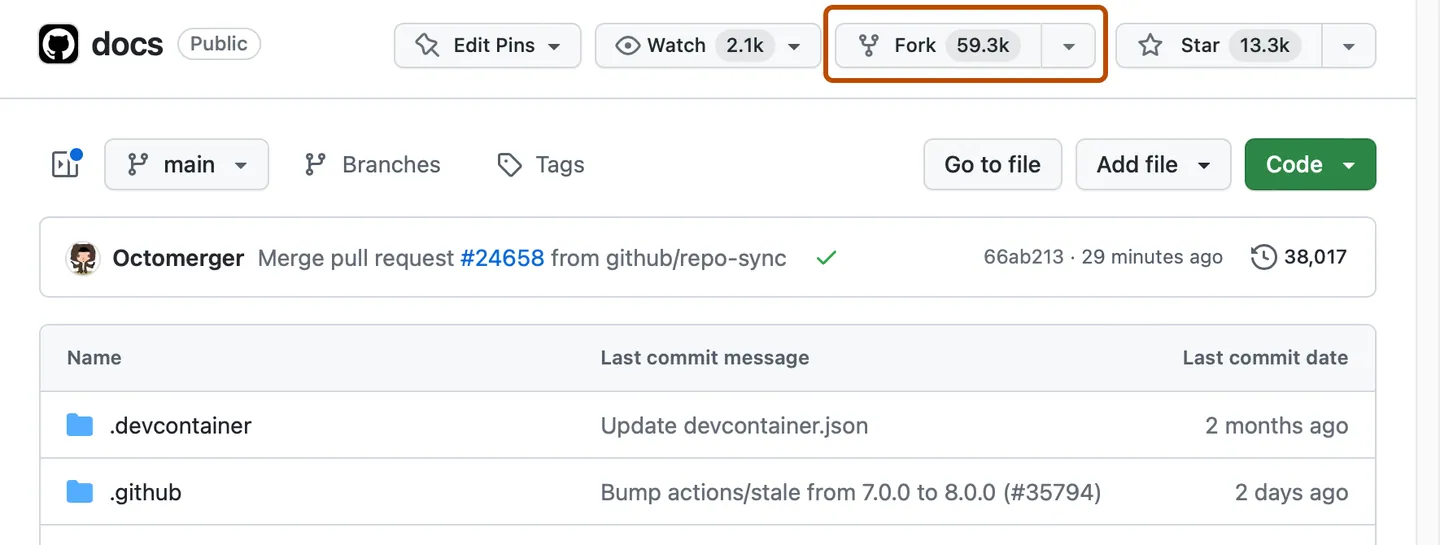 docs Public Edit Pins Watch 2.1k Fork 59.3k Star 13.3k
main Branches Tags Go to file Add file Code
Octomerger Merge pull request #24658 from github/repo-sync 66ab213 · 29 minutes ago 38,017
Name Last commit message Last commit date
.devcontainer Update devcontainer.json 2 months ago
.github Bump actions/stale from 7.0.0 to 8.0.0 (#35794) 2 days ago